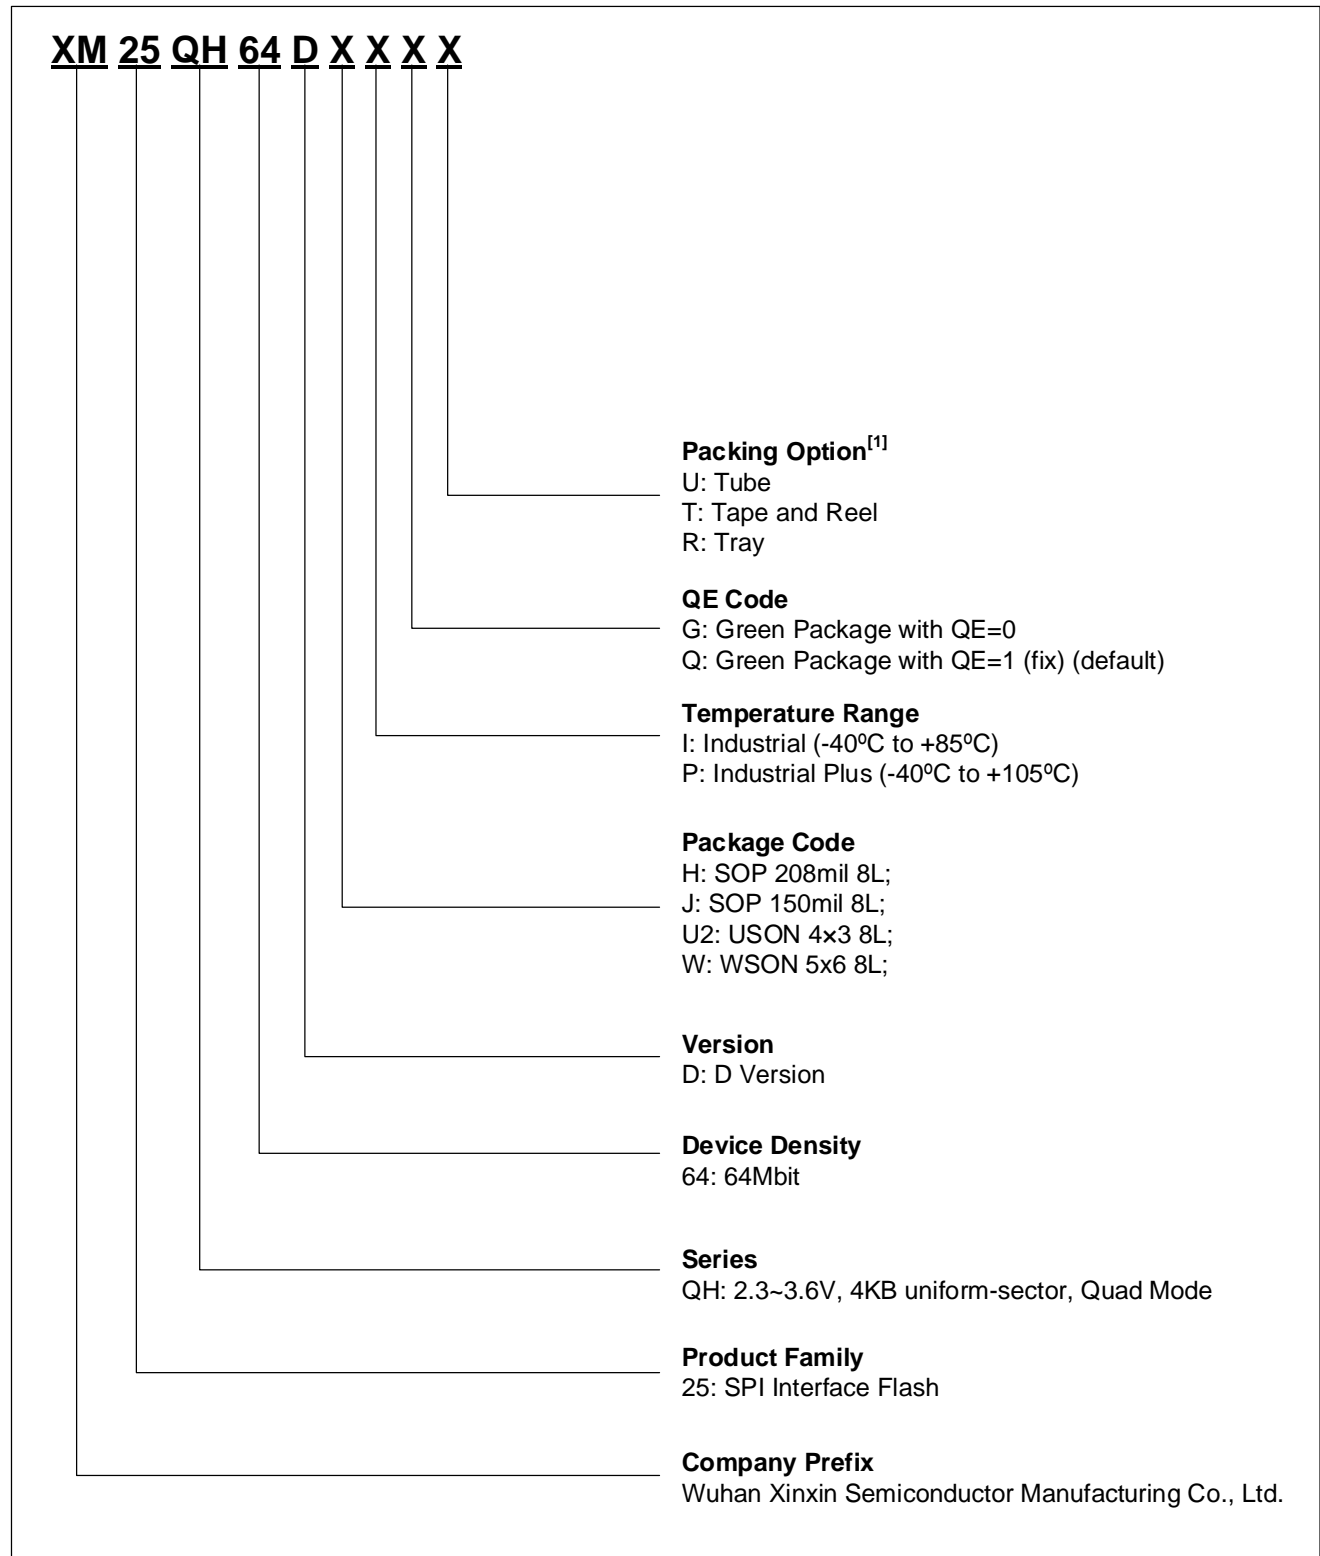 XM 25 QH 64 D X X X X
Packing Option[1]
U: Tube
T: Tape and Reel
R: Tray
QE Code
G: Green Package with QE=0
Q: Green Package with QE=1 (fix) (default)
Temperature Range
I: Industrial (-40ºC to +85ºC)
P: Industrial Plus (-40ºC to +105ºC)
Package Code
H: SOP 208mil 8L;
J: SOP 150mil 8L;
U2: USON 4×3 8L;
W: WSON 5x6 8L;
Version
D: D Version
Device Density
64: 64Mbit
Series
QH: 2.3~3.6V, 4KB uniform-sector, Quad Mode
Product Family
25: SPI Interface Flash
Company Prefix
Wuhan Xinxin Semiconductor Manufacturing Co., Ltd.